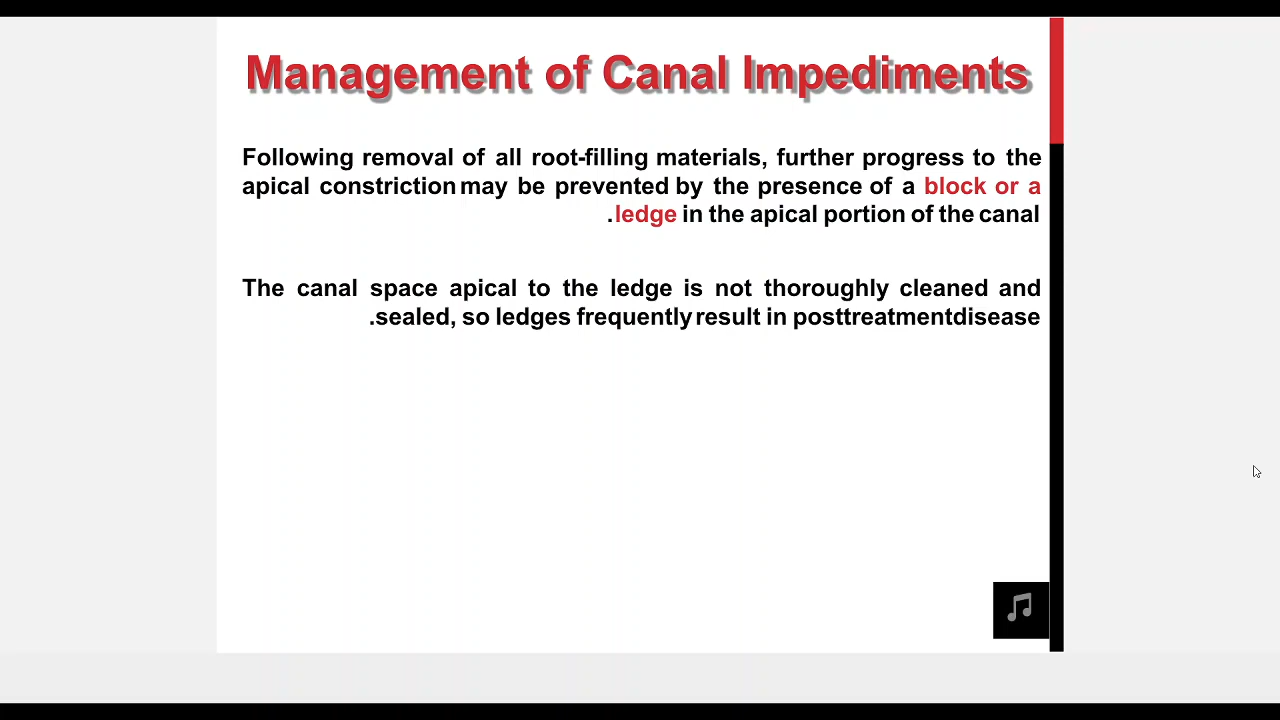 Management of Canal Impediments
Following removal of all root-filling materials, further progress to the
apical constriction may be prevented by the presence of a block or a
.ledge in the apical portion of the canal
The canal space apical to the ledge is not thoroughly cleaned and
.sealed, so ledges frequently result in posttreatmentdisease